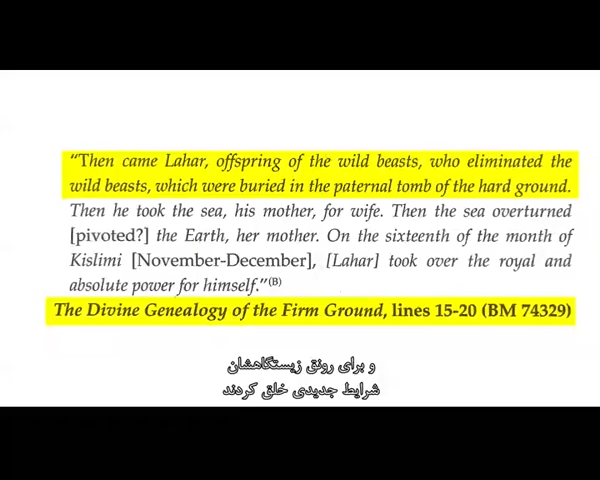 “Then came Lahar, offspring of the wild beasts, who eliminated the
wild beasts, which were buried in the paternal tomb of the hard ground.
Then he took the sea, his mother, for wife. Then the sea overturned
[pivoted?] the Earth, her mother. On the sixteenth of the month of
Kislimi [November-December], [Lahar] took over the royal and
absolute power for himself.”(B)
The Divine Genealogy of the Firm Ground, lines 15-20 (BM 74329)
و برای رونق زیستگاهشان
شرایط جدیدی خلق کردند